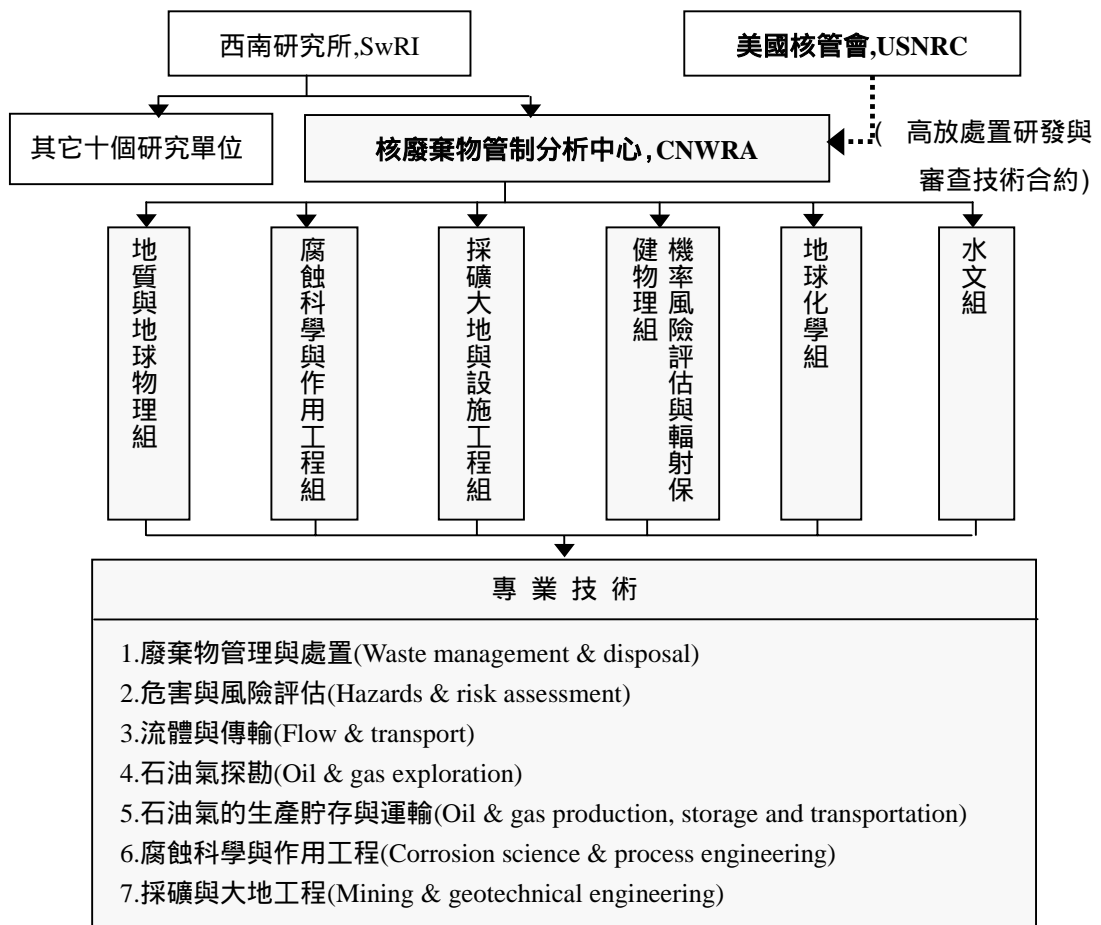 西南研究所,SwRI
美國核管會,USNRC
其它十個研究單位
核廢棄物管制分析中心,CNWRA
( 高放處置研發與
審查技術合約)
地質與地球物理組
腐蝕科學與作用工程組
採礦大地與設施工程組
機率風險評估與輻射保
健物理組
地球化學組
水文組
專 業 技 術
1.廢棄物管理與處置(Waste management & disposal)
2.危害與風險評估(Hazards & risk assessment)
3.流體與傳輸(Flow & transport)
4.石油氣探勘(Oil & gas exploration)
5.石油氣的生產貯存與運輸(Oil & gas production, storage and transportation)
6.腐蝕科學與作用工程(Corrosion science & process engineering)
7.採礦與大地工程(Mining & geotechnical engineering)